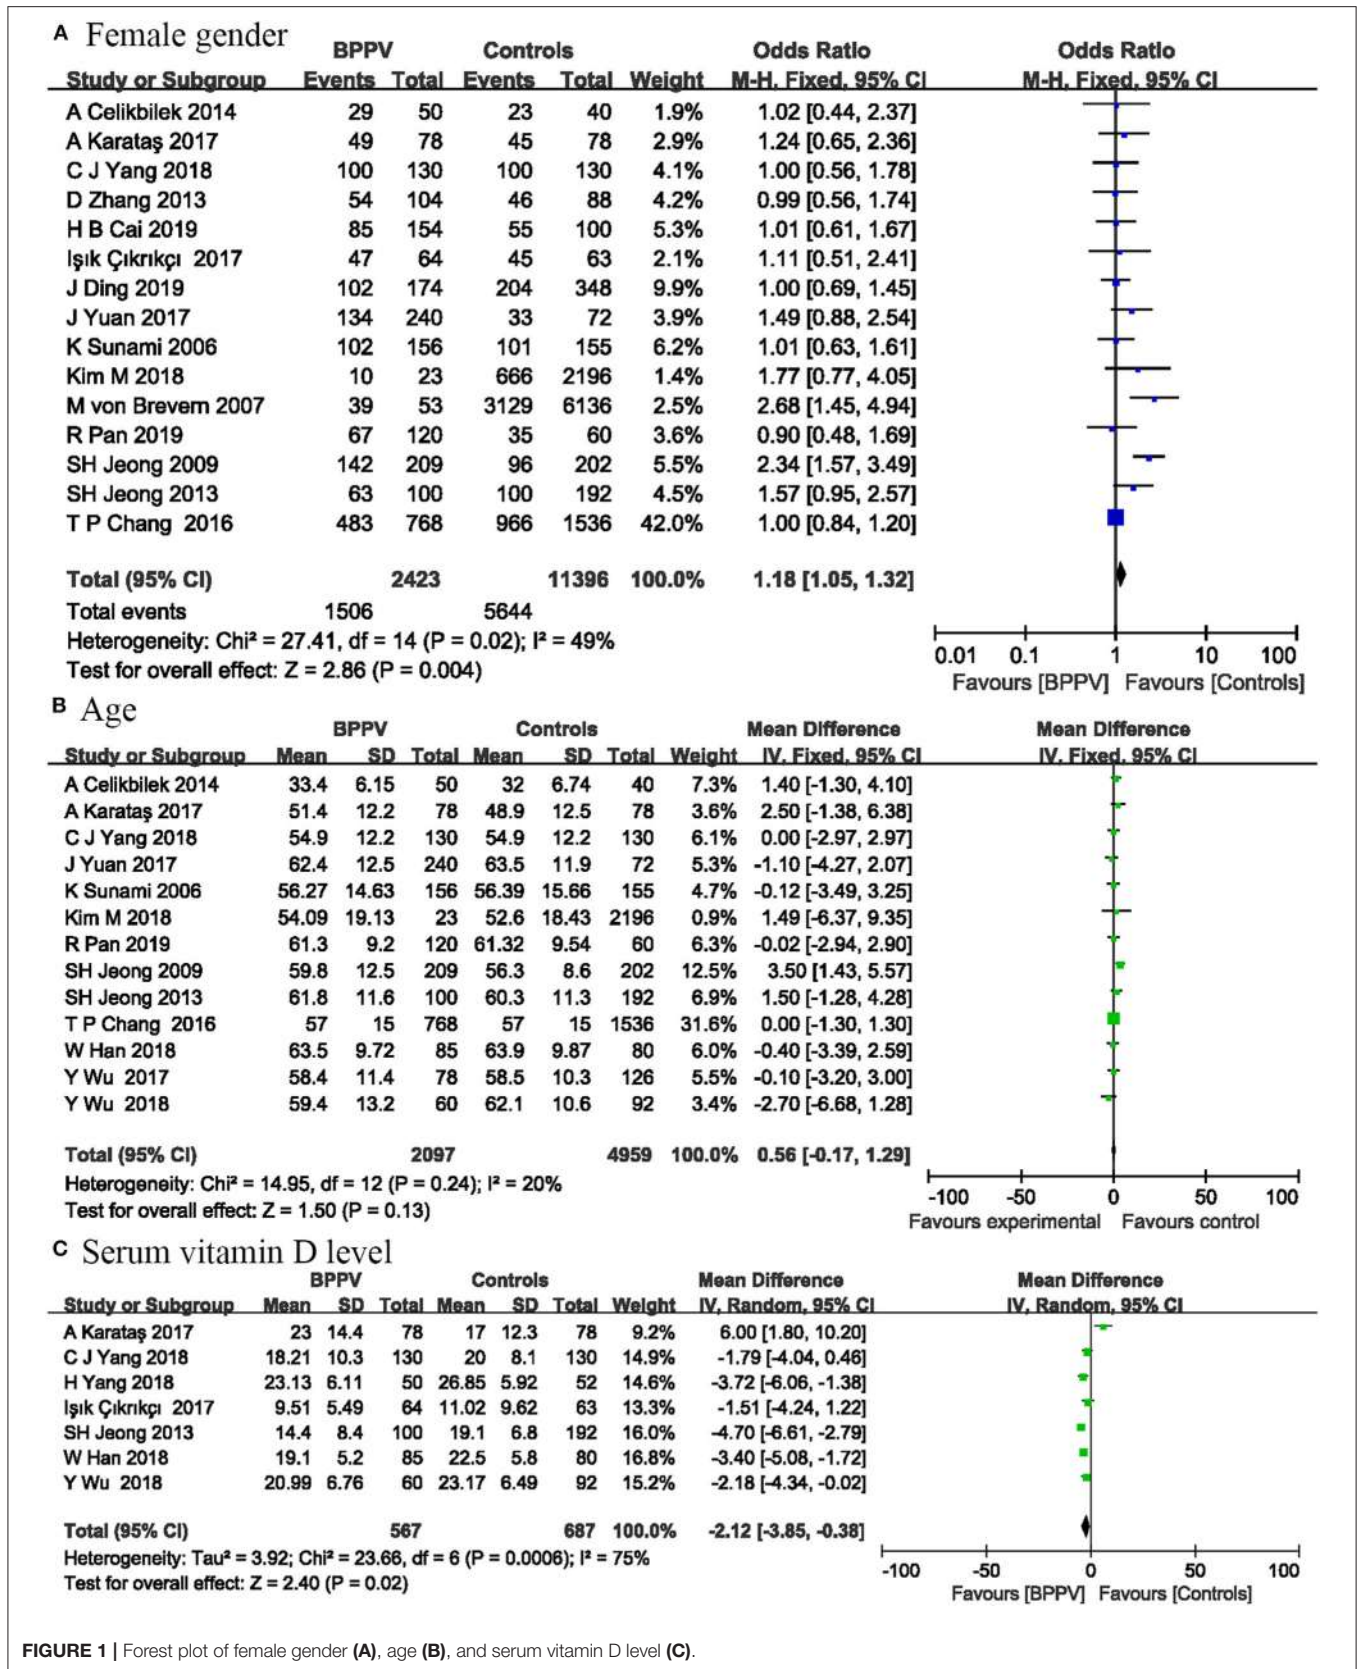 A Female gender
BPPV Controls Odds Ratio Odds Ratio
Study or Subgroup Events Total Events Total Weight M-H, Fixed, 95% CI M-H, Fixed, 95% CI
A Celikbilek 2014 29 50 23 40 1.9% 1.02 [0.44, 2.37]
A Karataş 2017 49 78 45 78 2.9% 1.24 [0.65, 2.36]
C J Yang 2018 100 130 100 130 4.1% 1.00 [0.56, 1.78]
D Zhang 2013 54 104 46 88 4.2% 0.99 [0.56, 1.74]
H B Cai 2019 85 154 55 100 5.3% 1.01 [0.61, 1.67]
Işık Çıkrıkçı 2017 47 64 45 63 2.1% 1.11 [0.51, 2.41]
J Ding 2019 102 174 204 348 9.9% 1.00 [0.69, 1.45]
J Yuan 2017 134 240 33 72 3.9% 1.49 [0.88, 2.54]
K Sunami 2006 102 156 101 155 6.2% 1.01 [0.63, 1.61]
Kim M 2018 10 23 666 2196 1.4% 1.77 [0.77, 4.05]
M von Brevern 2007 39 53 3129 6136 2.5% 2.68 [1.45, 4.94]
R Pan 2019 67 120 35 60 3.6% 0.90 [0.48, 1.69]
SH Jeong 2009 142 209 96 202 5.5% 2.34 [1.57, 3.49]
SH Jeong 2013 63 100 100 192 4.5% 1.57 [0.95, 2.57]
T P Chang 2016 483 768 966 1536 42.0% 1.00 [0.84, 1.20]
Total (95% CI) 2423 11396 100.0% 1.18 [1.05, 1.32]
Total events 1506 5644
Heterogeneity: Chi² = 27.41, df = 14 (P = 0.02); I² = 49%
Test for overall effect: Z = 2.86 (P = 0.004)
0.01 0.1 1 10 100
Favours [BPPV] Favours [Controls]
B Age
BPPV Controls Mean Difference Mean Difference
Study or Subgroup Mean SD Total Mean SD Total Weight IV, Fixed, 95% CI IV, Fixed, 95% CI
A Celikbilek 2014 33.4 6.15 50 32 6.74 40 7.3% 1.40 [-1.30, 4.10]
A Karataş 2017 51.4 12.2 78 48.9 12.5 78 3.6% 2.50 [-1.38, 6.38]
C J Yang 2018 54.9 12.2 130 54.9 12.2 130 6.1% 0.00 [-2.97, 2.97]
J Yuan 2017 62.4 12.5 240 63.5 11.9 72 5.3% -1.10 [-4.27, 2.07]
K Sunami 2006 56.27 14.63 156 56.39 15.66 155 4.7% -0.12 [-3.49, 3.25]
Kim M 2018 54.09 19.13 23 52.6 18.43 2196 0.9% 1.49 [-6.37, 9.35]
R Pan 2019 61.3 9.2 120 61.32 9.54 60 6.3% -0.02 [-2.94, 2.90]
SH Jeong 2009 59.8 12.5 209 56.3 8.6 202 12.5% 3.50 [1.43, 5.57]
SH Jeong 2013 61.8 11.6 100 60.3 11.3 192 6.9% 1.50 [-1.28, 4.28]
T P Chang 2016 57 15 768 57 15 1536 31.6% 0.00 [-1.30, 1.30]
W Han 2018 63.5 9.72 85 63.9 9.87 80 6.0% -0.40 [-3.39, 2.59]
Y Wu 2017 58.4 11.4 78 58.5 10.3 126 5.5% -0.10 [-3.20, 3.00]
Y Wu 2018 59.4 13.2 60 62.1 10.6 92 3.4% -2.70 [-6.68, 1.28]
Total (95% CI) 2097 4959 100.0% 0.56 [-0.17, 1.29]
Heterogeneity: Chi² = 14.95, df = 12 (P = 0.24); I² = 20%
Test for overall effect: Z = 1.50 (P = 0.13)
-100 -50 0 50 100
Favours experimental Favours control
C Serum vitamin D level
BPPV Controls Mean Difference Mean Difference
Study or Subgroup Mean SD Total Mean SD Total Weight IV, Random, 95% CI IV, Random, 95% CI
A Karataş 2017 23 14.4 78 17 12.3 78 9.2% 6.00 [1.80, 10.20]
C J Yang 2018 18.21 10.3 130 20 8.1 130 14.9% -1.79 [-4.04, 0.46]
H Yang 2018 23.13 6.11 50 26.85 5.92 52 14.6% -3.72 [-6.06, -1.38]
Işık Çıkrıkçı 2017 9.51 5.49 64 11.02 9.62 63 13.3% -1.51 [-4.24, 1.22]
SH Jeong 2013 14.4 8.4 100 19.1 6.8 192 16.0% -4.70 [-6.61, -2.79]
W Han 2018 19.1 5.2 85 22.5 5.8 80 16.8% -3.40 [-5.08, -1.72]
Y Wu 2018 20.99 6.76 60 23.17 6.49 92 15.2% -2.18 [-4.34, -0.02]
Total (95% CI) 567 687 100.0% -2.12 [-3.85, -0.38]
Heterogeneity: Tau² = 3.92; Chi² = 23.66, df = 6 (P = 0.0006); I² = 75%
Test for overall effect: Z = 2.40 (P = 0.02)
-100 -50 0 50 100
Favours [BPPV] Favours [Controls]
FIGURE 1 | Forest plot of female gender (A), age (B), and serum vitamin D level (C).